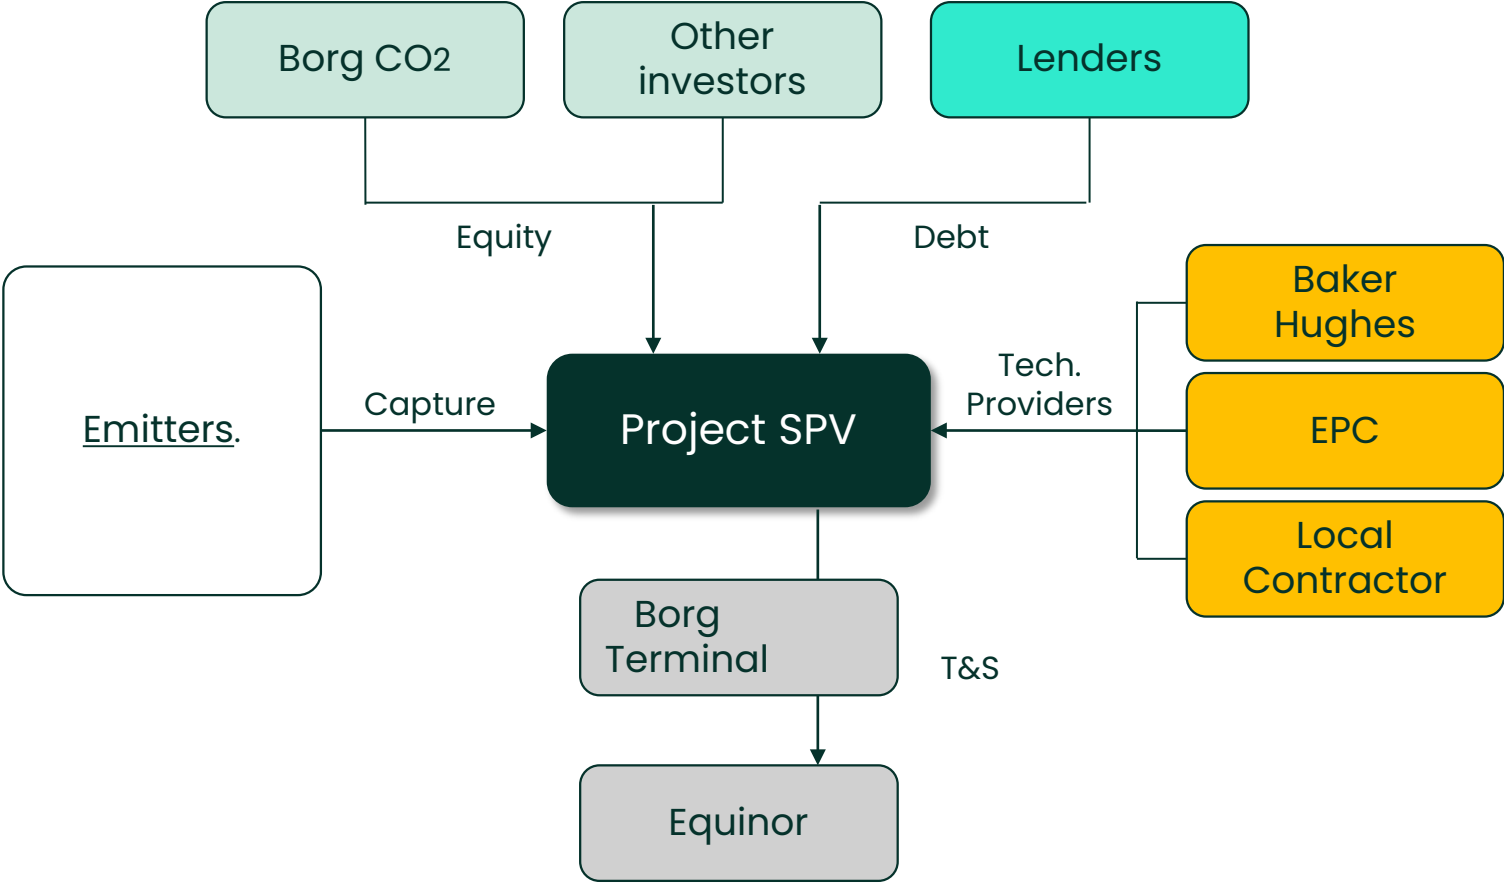 Borg CO2
Other
investors
Lenders
Equity
Debt
Baker
Hughes
Tech.
Providers
Capture
Emitters.
Project SPV
EPC
Local
Contractor
Borg
Terminal
T&S
Equinor